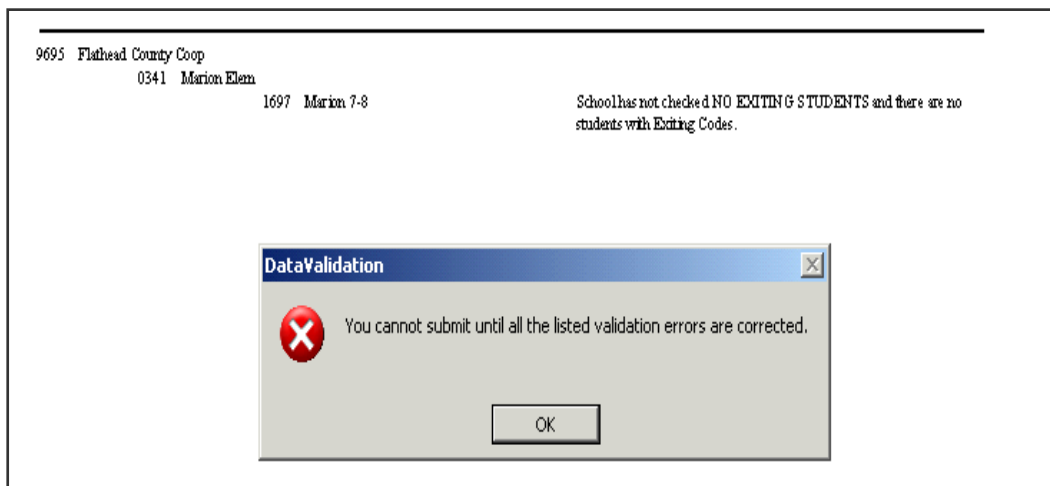 9695 Flathead County Coop
0341 Marion Elem
1697 Marion 7-8 School has not checked NO EXITING STUDENTS and there are no
students with Exiting Codes.
DataValidation
You cannot submit until all the listed validation errors are corrected.
OK